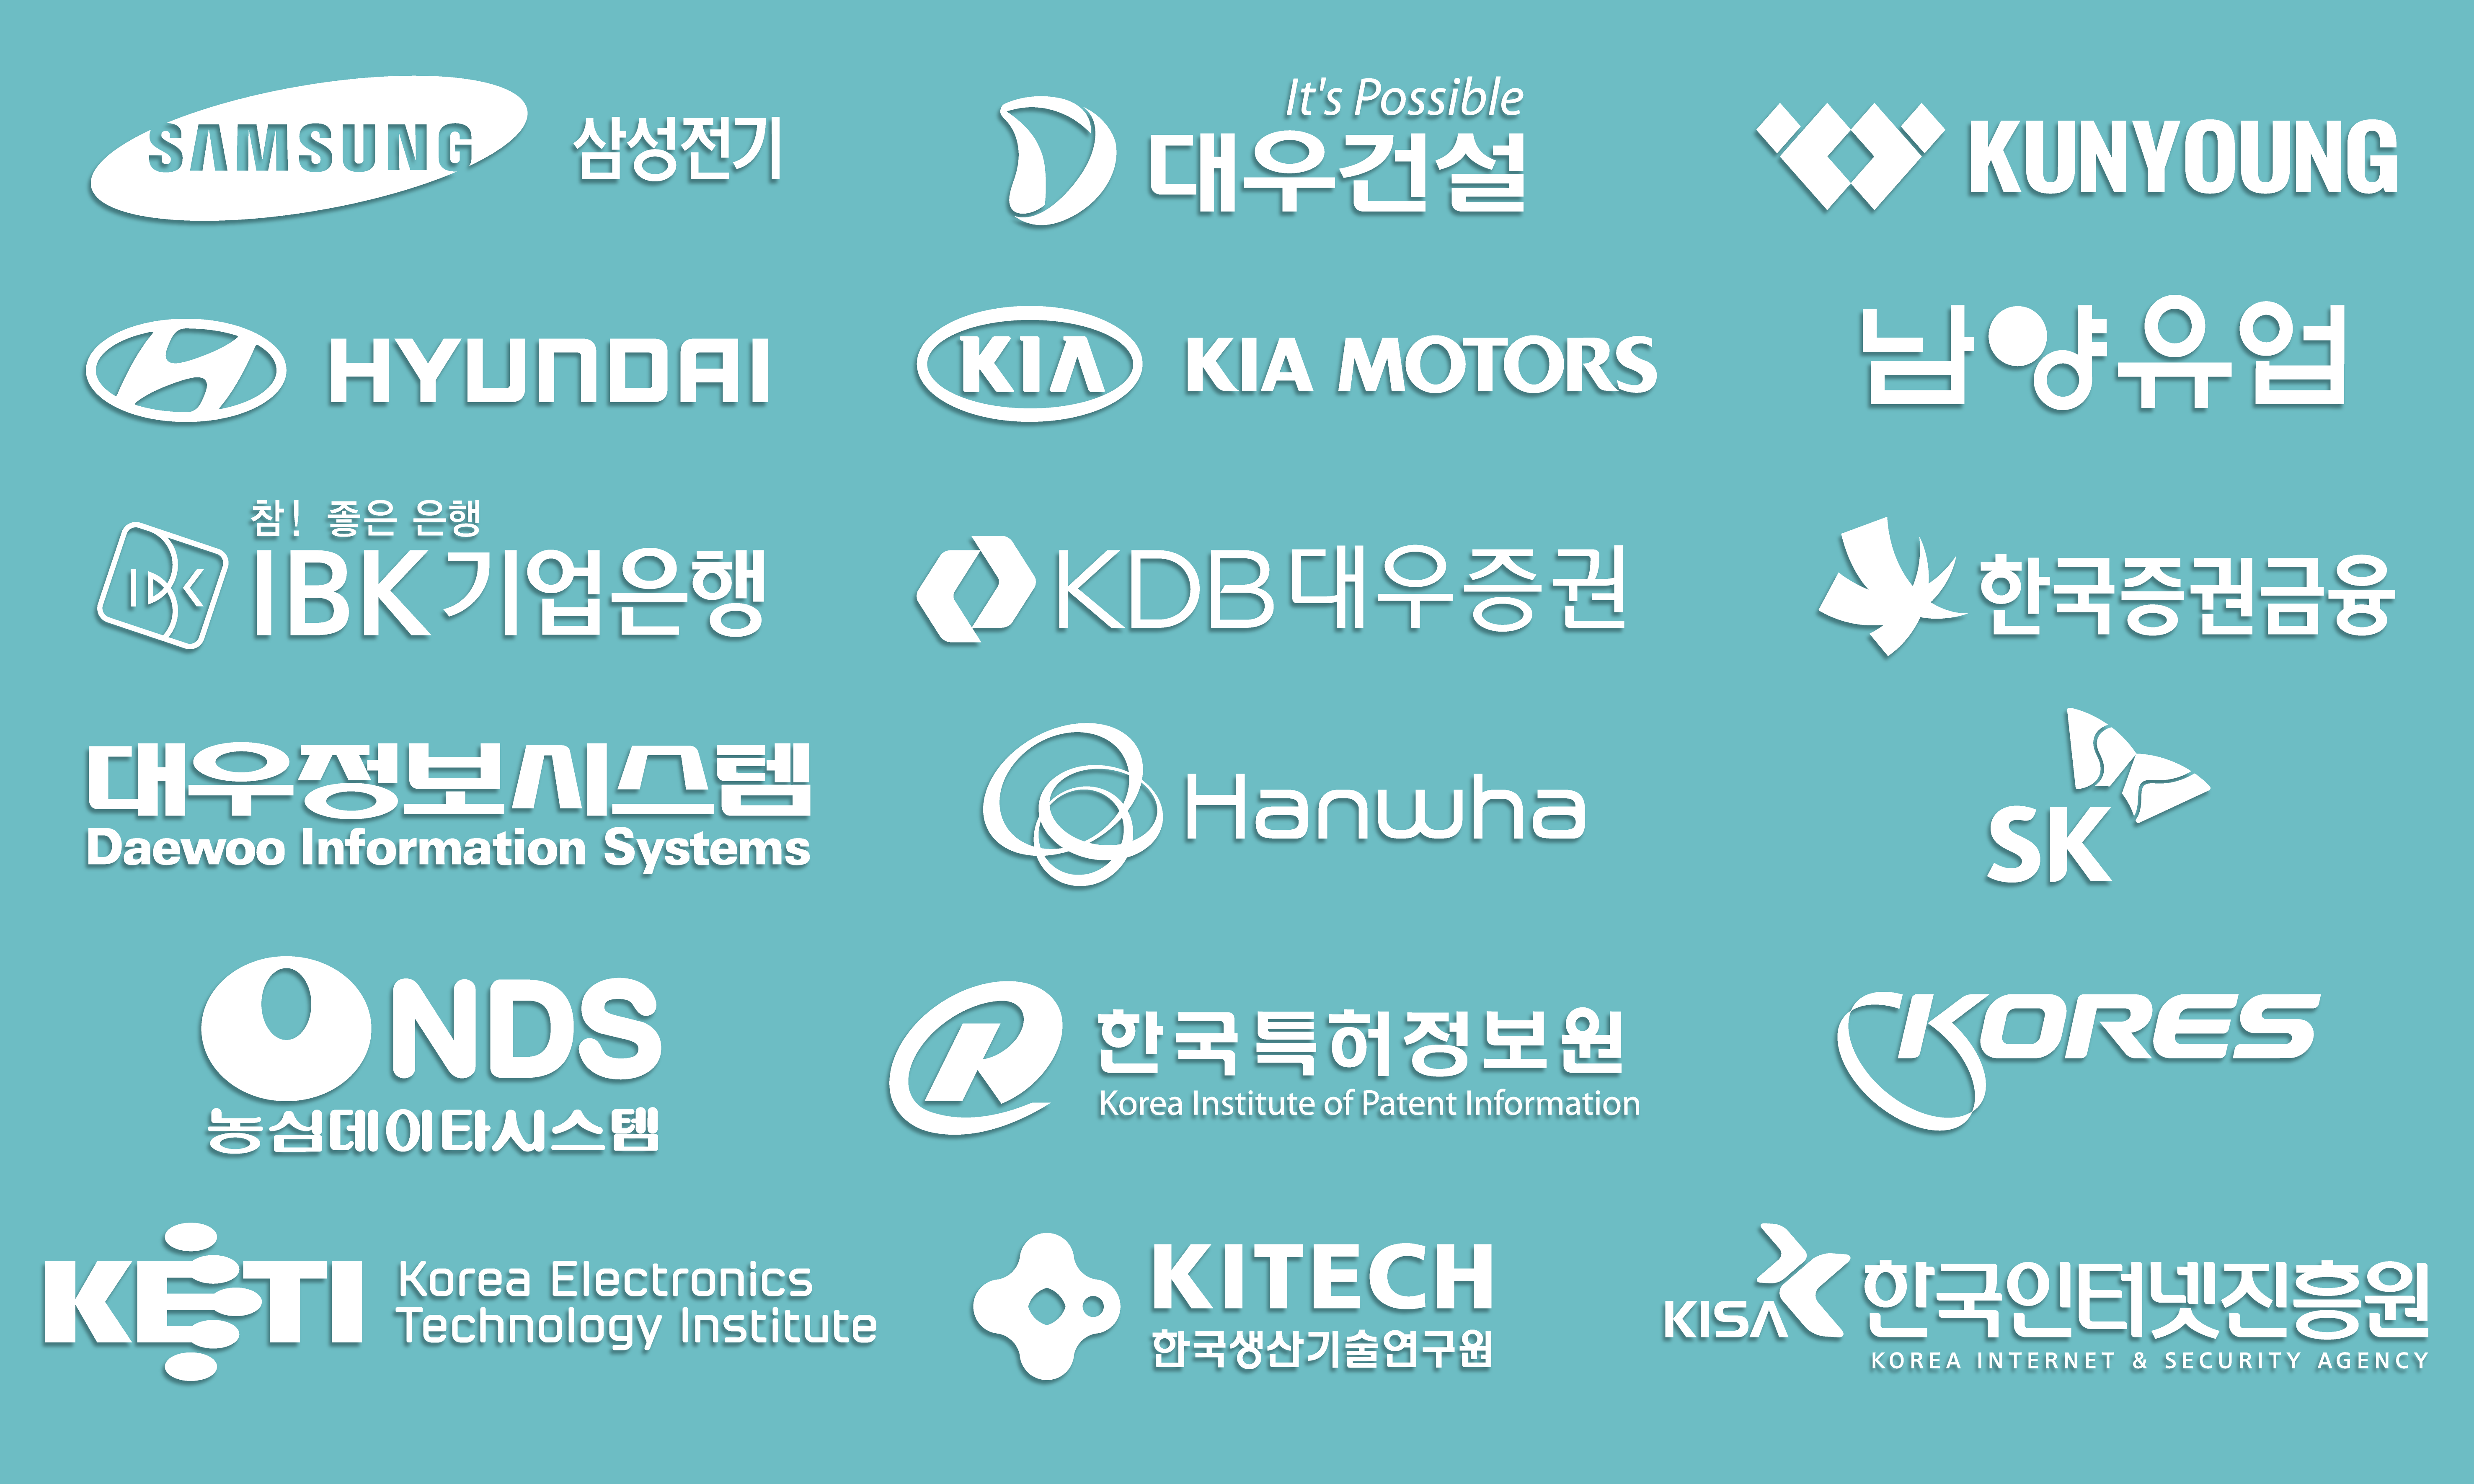 SAMSUNG 삼성전기
It's Possible
대우건설
KUNYOUNG
HYUNDAI
KIA KIA MOTORS
남양유업
참! 좋은 은행
IBK IBK기업은행
KDB대우증권
한국증권금융
대우정보시스템
Daewoo Information Systems
Hanwha
SK
NDS
농심데이타시스템
R 한국특허정보원
Korea Institute of Patent Information
KORES
KETI Korea Electronics
Technology Institute
KITECH
한국생산기술연구원
KISA 한국인터넷진흥원
KOREA INTERNET & SECURITY AGENCY